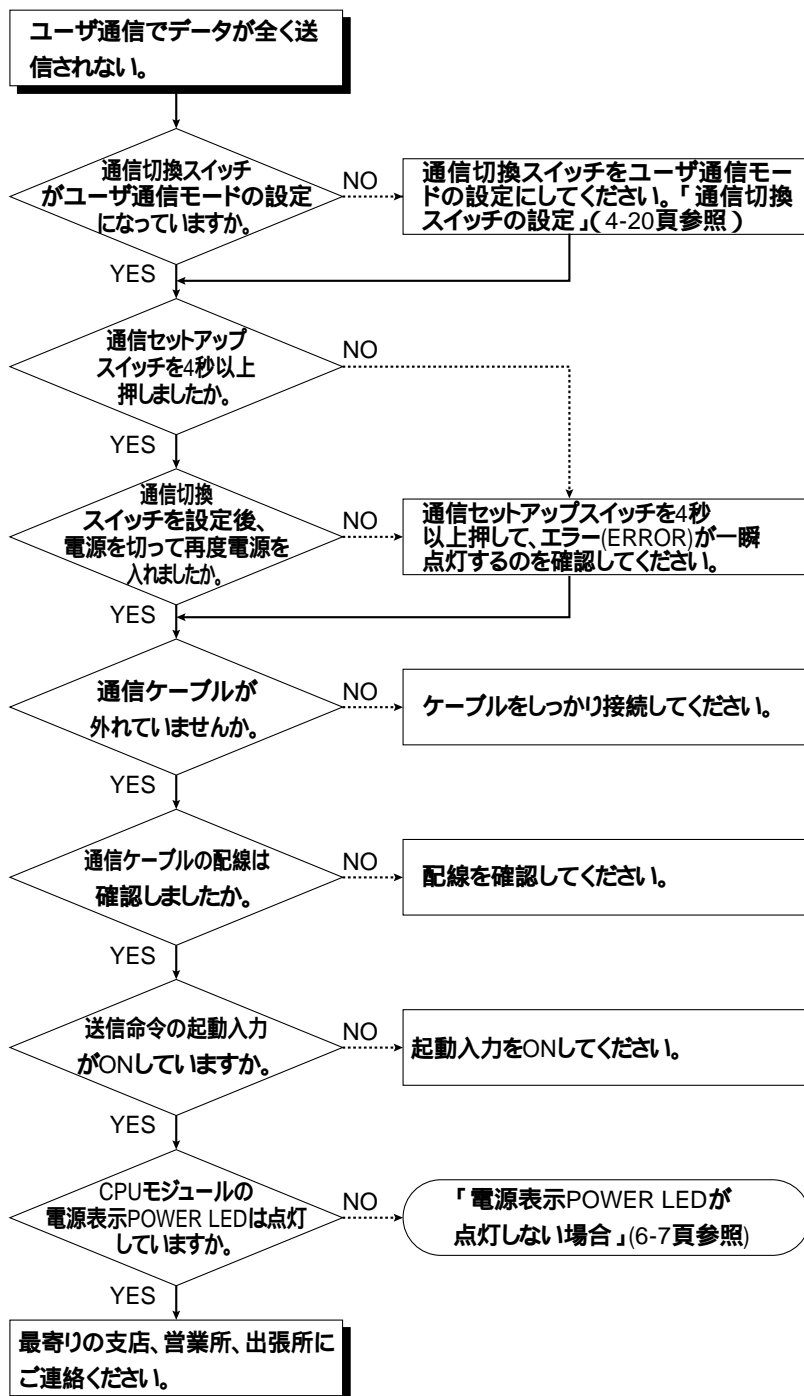 ユーザ通信でデータが全く送
信されない。
通信切換スイッチ
がユーザ通信モードの設定
になっていますか。
NO
通信切換スイッチをユーザ通信モー
ドの設定にしてください。「通信切換
スイッチの設定」(4-20頁参照)
YES
通信セットアップ
スイッチを4秒以上
押しましたか。
NO
YES
通信切換
スイッチを設定後、
電源を切って再度電源を
入れましたか。
NO
通信セットアップスイッチを4秒
以上押して、エラー(ERROR)が一瞬
点灯するのを確認してください。
YES
通信ケーブルが
外れていませんか。
NO
ケーブルをしっかり接続してください。
YES
通信ケーブルの配線は
確認しましたか。
NO
配線を確認してください。
YES
送信命令の起動入力
がONしていますか。
NO
起動入力をONしてください。
YES
CPUモジュールの
電源表示POWER LEDは点灯
していますか。
NO
「電源表示POWER LEDが
点灯しない場合」(6-7頁参照)
YES
最寄りの支店、営業所、出張所に
ご連絡ください。